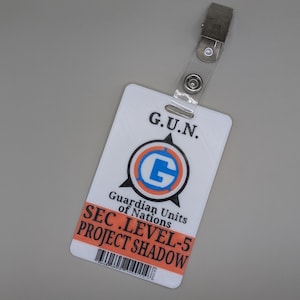 G.U.N.
G
Guardian Units
of Nations
SEC .LEVEL-5
PROJECT SHADOW